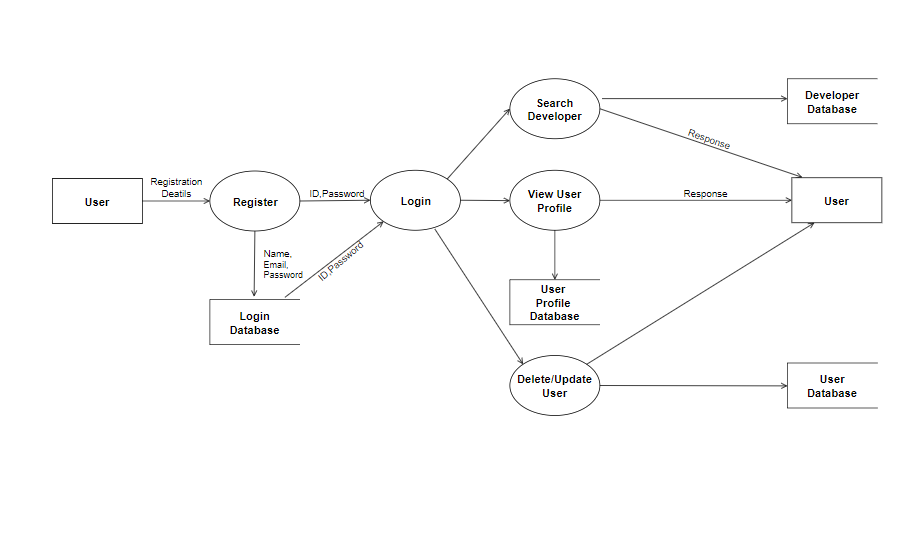 User
Registration
Deatils
Register
ID,Password
Name,
Email,
Password
Login
Database
ID,Password
Login
Search
Developer
Developer
Database
Response
View User
Profile
Response
User
User
Profile
Database
Delete/Update
User
User
Database